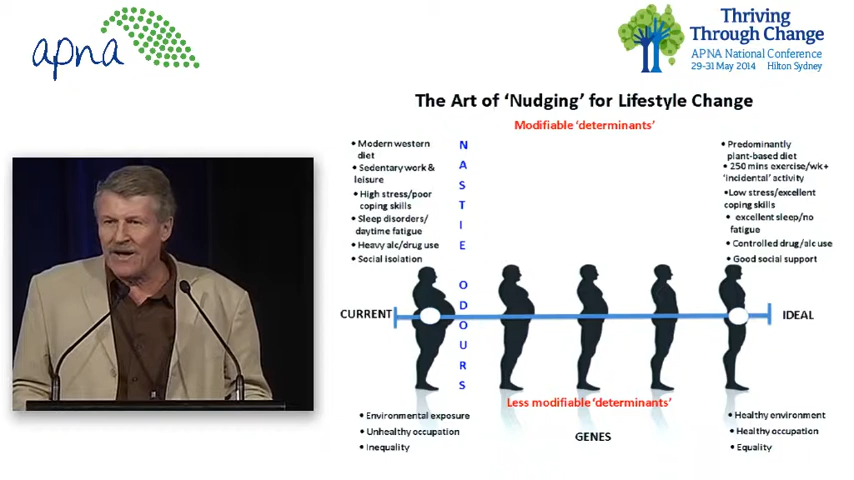 apna
Thriving
Through Change
APNA National Conference
29-31 May 2014 Hilton Sydney
The Art of ‘Nudging’ for Lifestyle Change
Modifiable ‘determinants’
• Modern western
diet
• Sedentary work &
leisure
• High stress/poor
coping skills
• Sleep disorders/
daytime fatigue
• Heavy alc/drug use
• Social isolation
N
A
S
T
I
E
O
D
O
U
R
S
• Predominantly
plant-based diet
• 250 mins exercise/wk+
‘incidental’ activity
•Low stress/excellent
coping skills
• excellent sleep/no
fatigue
• Controlled drug/alc use
• Good social support
CURRENT
IDEAL
Less modifiable ‘determinants’
• Environmental exposure
• Unhealthy occupation
• Inequality
GENES
• Healthy environment
• Healthy occupation
• Equality